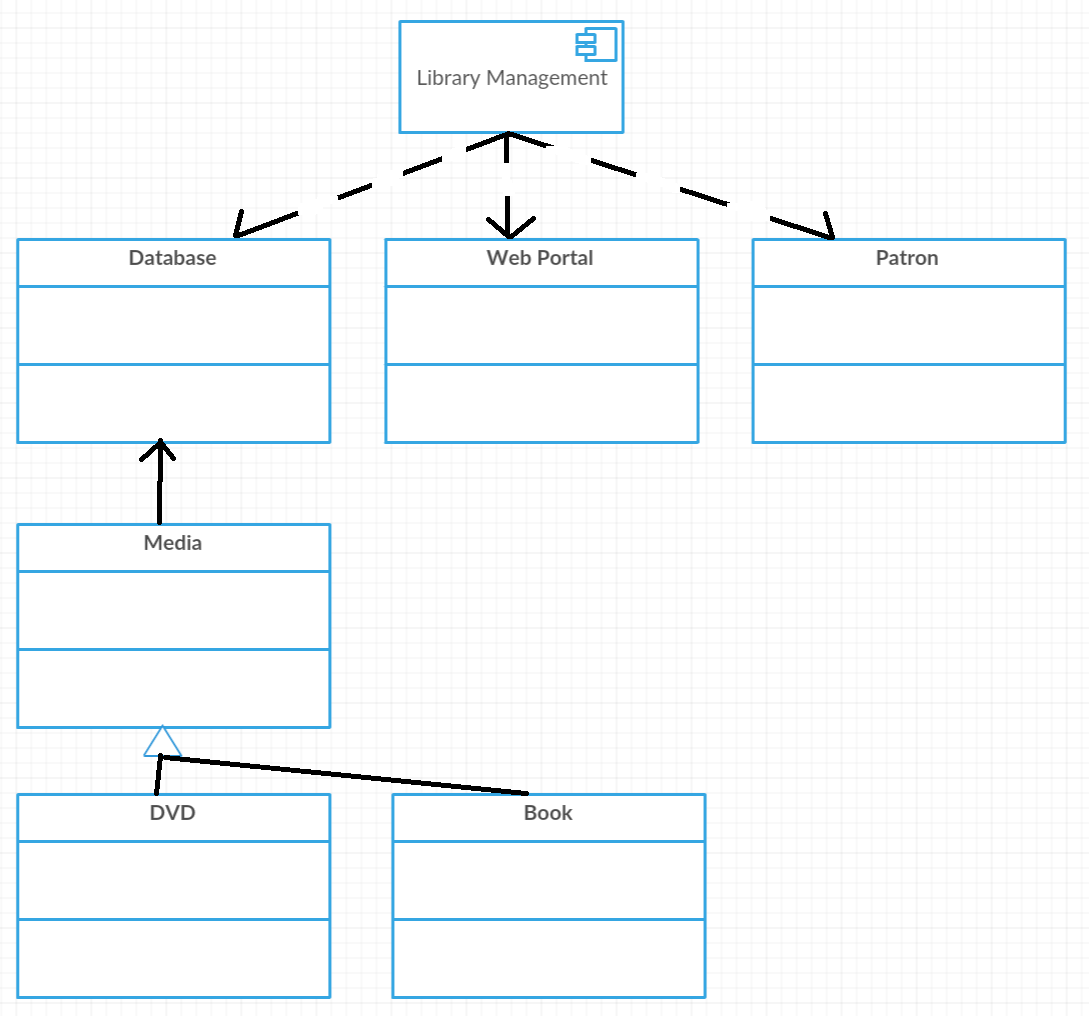 Library Management
Database
Web Portal
Patron
Media
DVD
Book